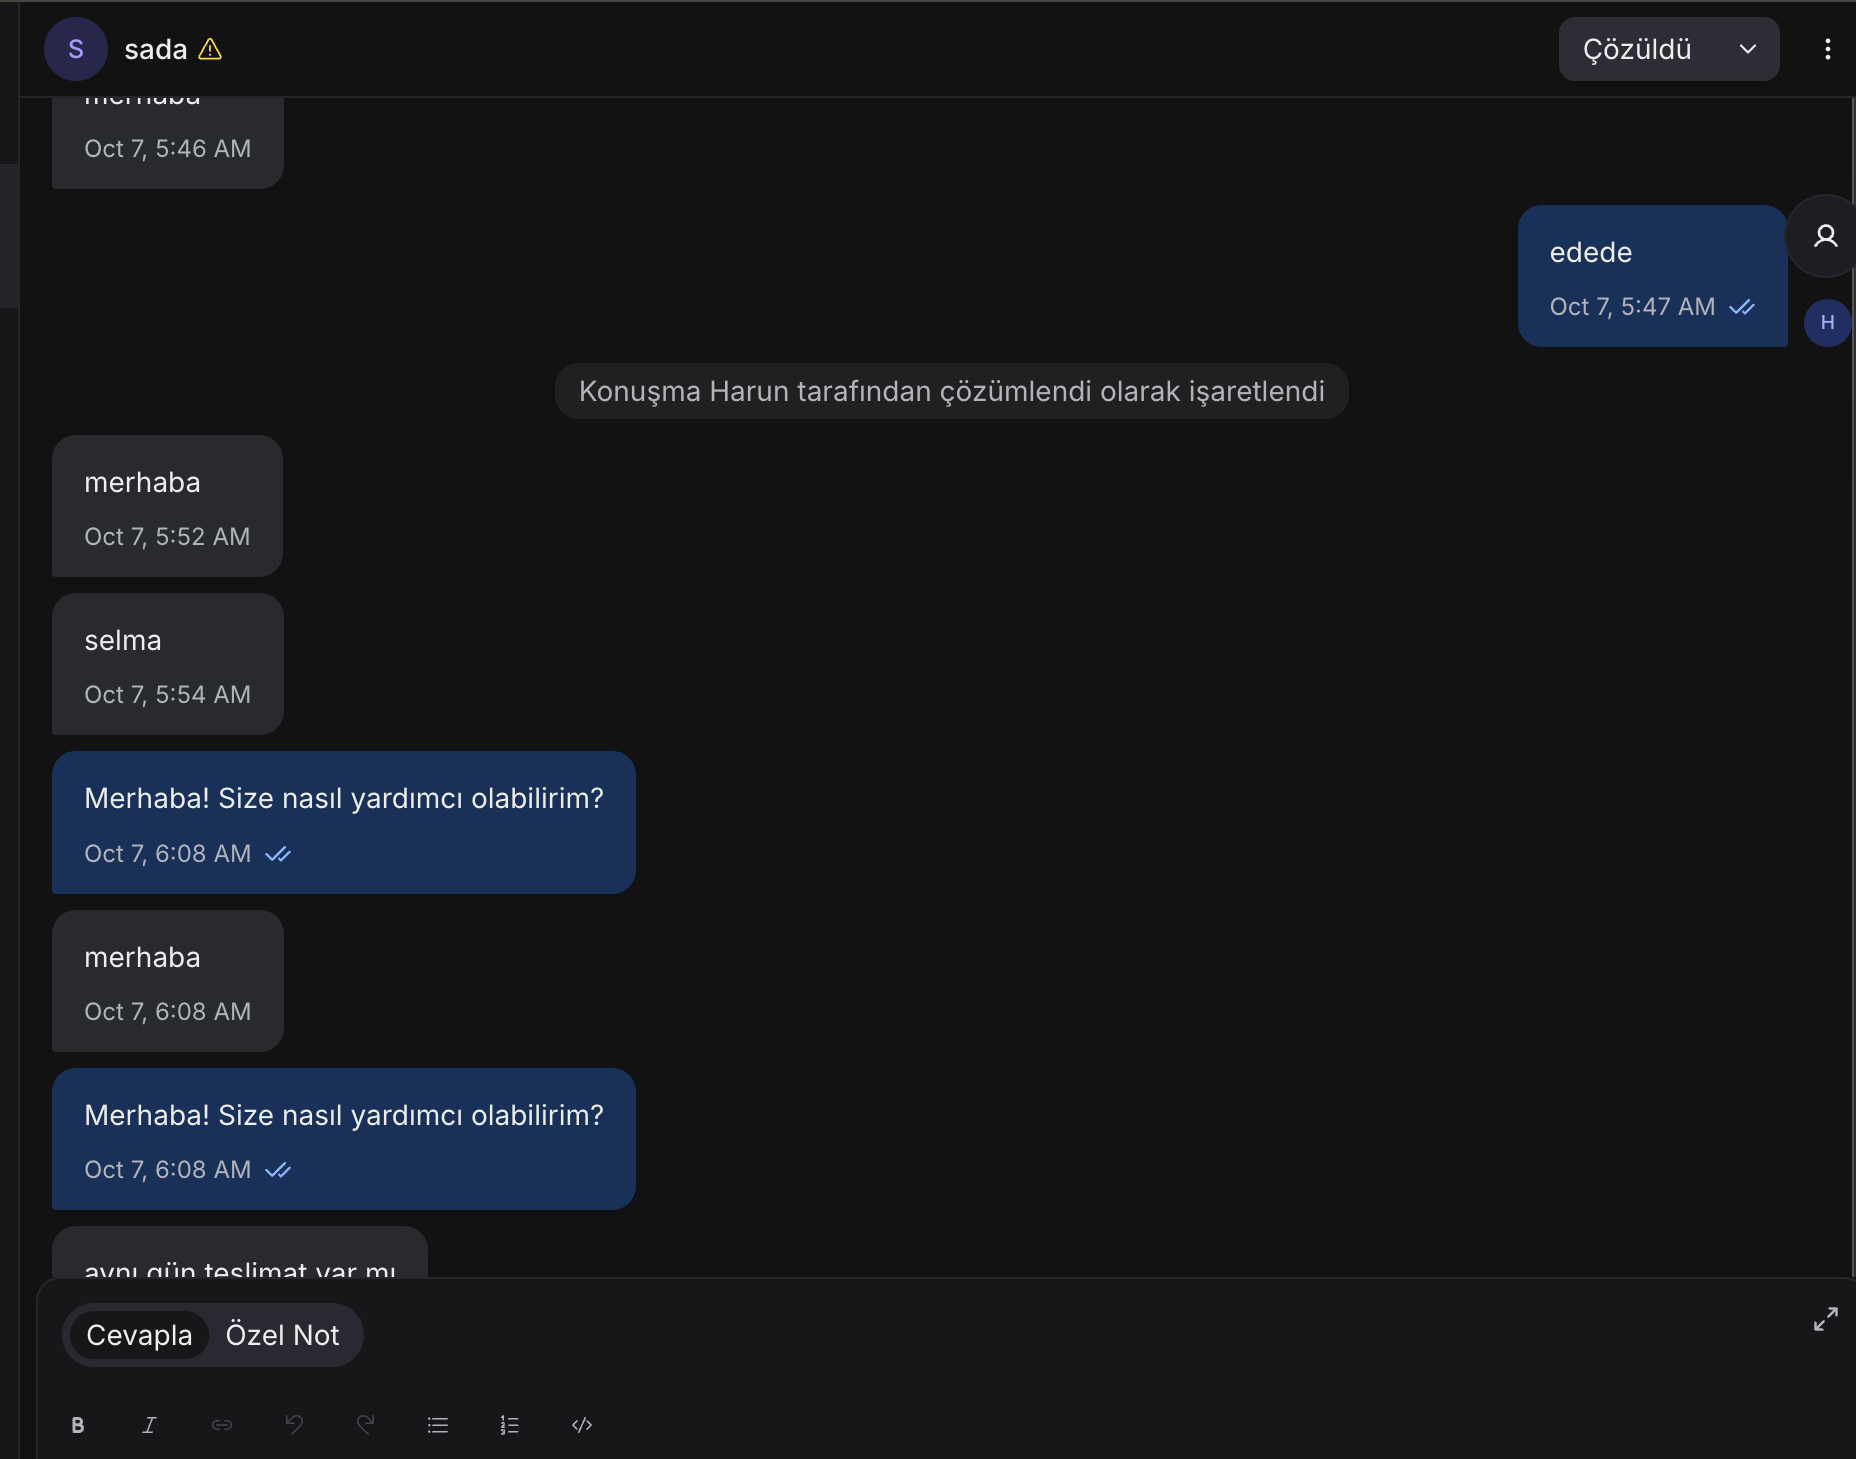 S
sada
Çözüldü
merhaba
Oct 7, 5:46 AM
edede
Oct 7, 5:47 AM
H
Konuşma Harun tarafından çözümlendi olarak işaretlendi
merhaba
Oct 7, 5:52 AM
selma
Oct 7, 5:54 AM
Merhaba! Size nasıl yardımcı olabilirim?
Oct 7, 6:08 AM
merhaba
Oct 7, 6:08 AM
Merhaba! Size nasıl yardımcı olabilirim?
Oct 7, 6:08 AM
aynı gün teslimat var mı
Cevapla Özel Not
B I